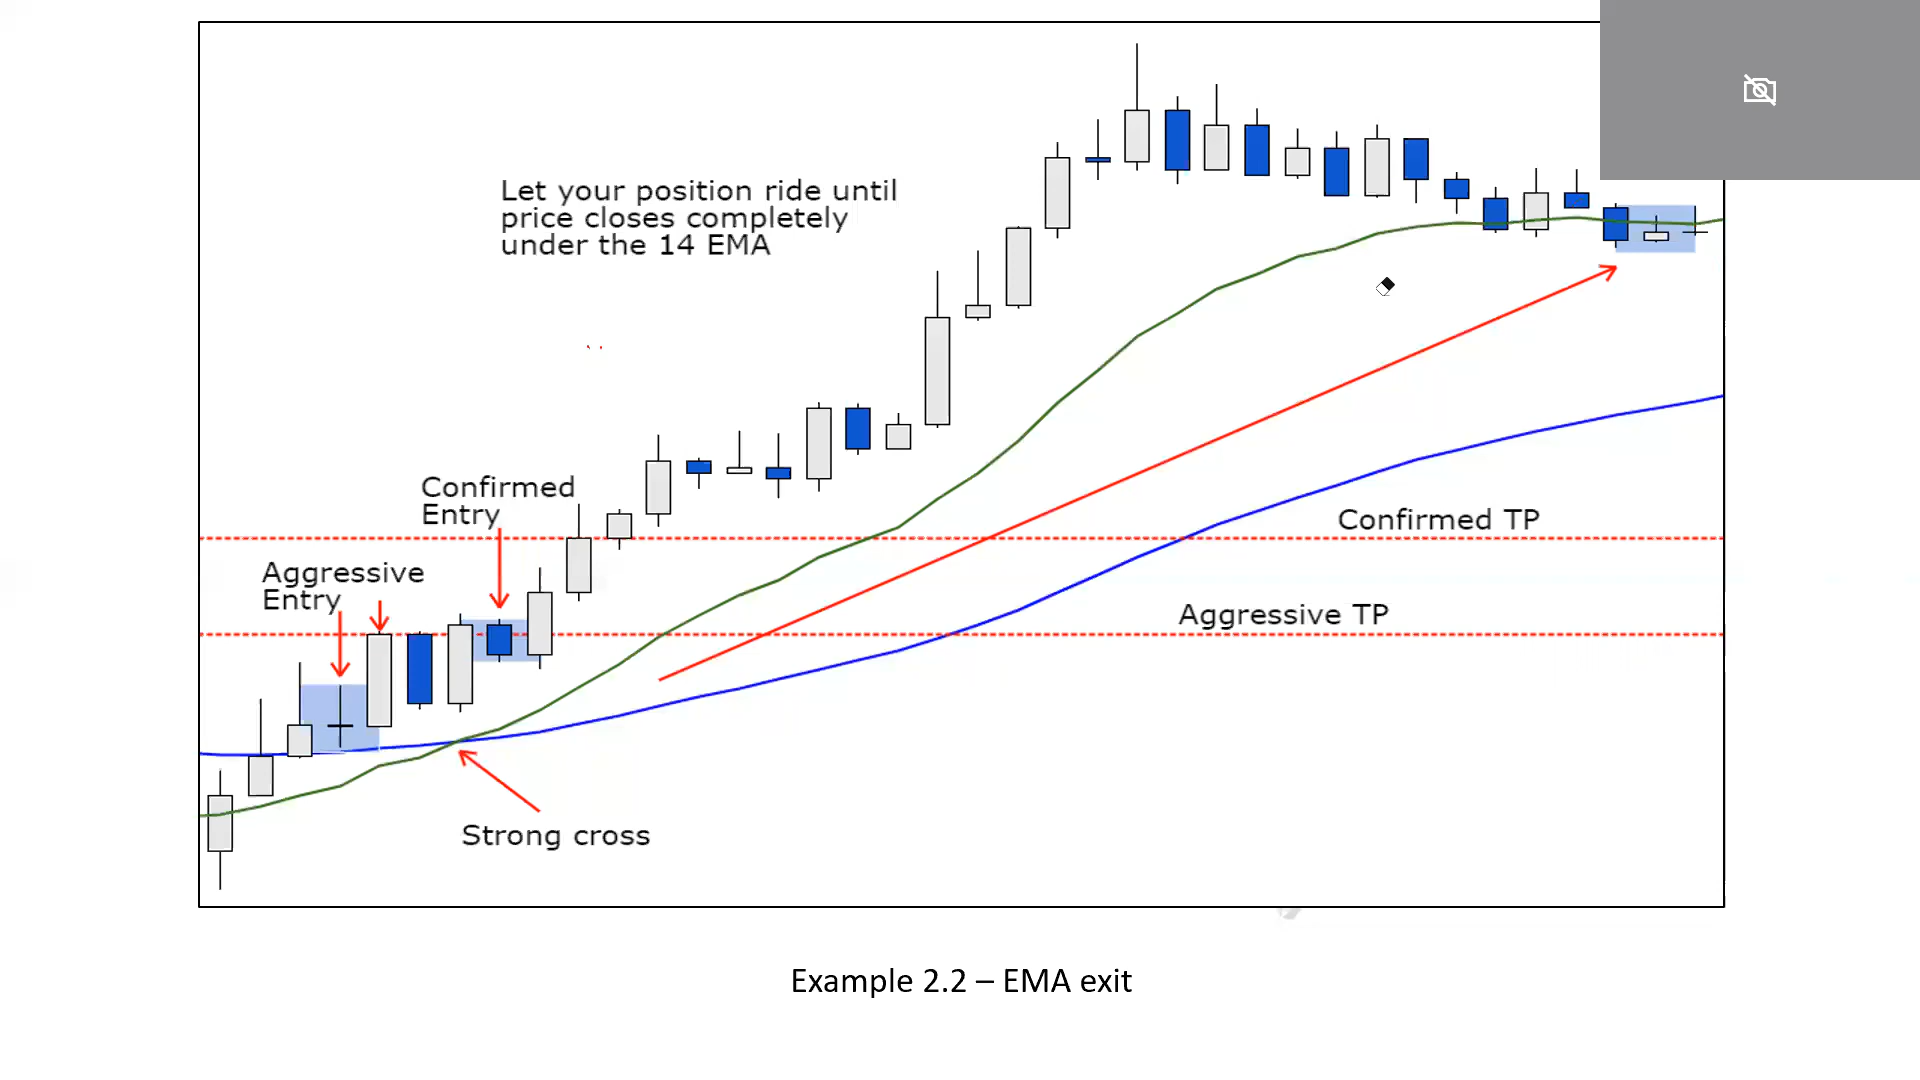 Let your position ride until
price closes completely
under the 14 EMA
Confirmed
Entry
Confirmed TP
Aggressive
Entry
Aggressive TP
Strong cross
Example 2.2 – EMA exit